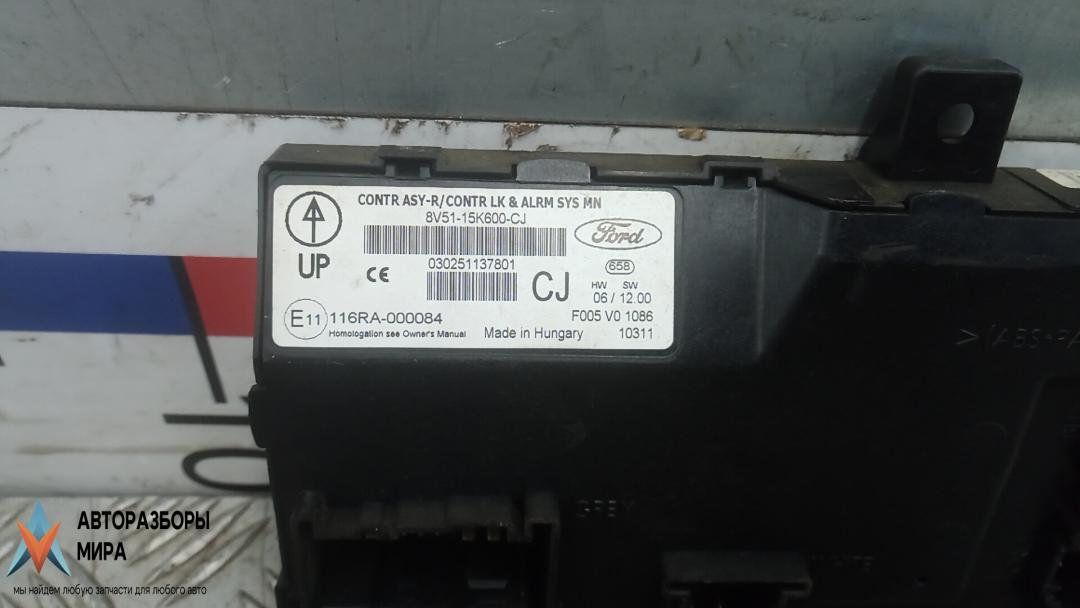 CONTR ASY-R/CONTR LK & ALRM SYS MN
8V51-15K600-CJ
Ford
UP
CE
030251137801
CJ
658
HW SW
06 / 12.00
E11 116RA-000084
F005 V0 1086
Homologation see Owner's Manual
Made in Hungary
10311
>(ABS+PA
GREY
АВТОРАЗБОРЫ
МИРА
мы найдем любую запчасти для любого авто